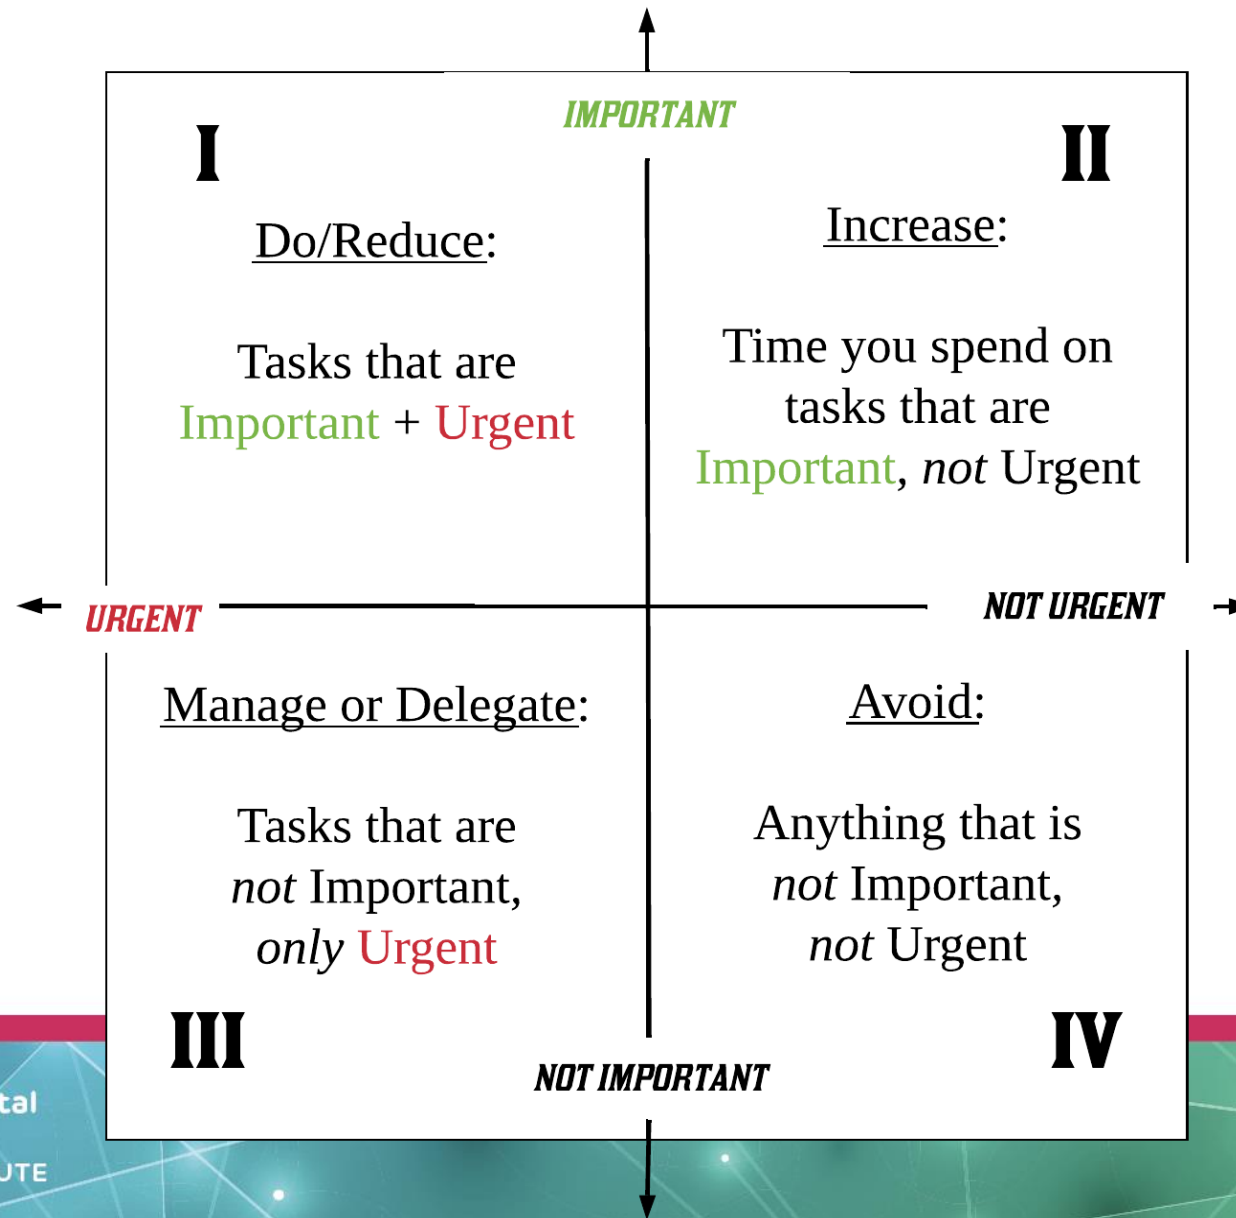 IMPORTANT
I
II
Do/Reduce:
Tasks that are
Important + Urgent
Increase:
Time you spend on
tasks that are
Important, not Urgent
URGENT
NOT URGENT
Manage or Delegate:
Tasks that are
not Important,
only Urgent
Avoid:
Anything that is
not Important,
not Urgent
III
IV
NOT IMPORTANT